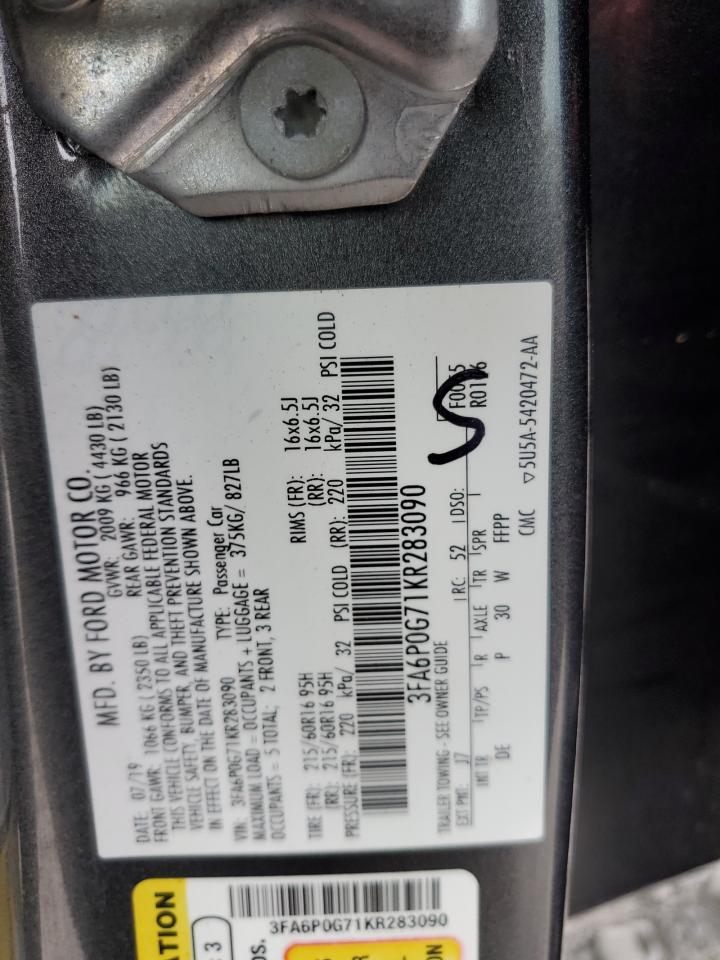 MFD. BY FORD MOTOR CO.
DATE: 07/19 GVWR: 2009 KG ( 4430 LB)
FRONT GAWR: 1066 KG ( 2350 LB) REAR GAWR: 966 KG ( 2130 LB)
THIS VEHICLE CONFORMS TO ALL APPLICABLE FEDERAL MOTOR
VEHICLE SAFETY, BUMPER, AND THEFT PREVENTION STANDARDS
IN EFFECT ON THE DATE OF MANUFACTURE SHOWN ABOVE.
VIN: 3FA6P0G71KR283090 TYPE: Passenger Car
MAXIMUM LOAD = OCCUPANTS + LUGGAGE = 375KG/ 827LB
OCCUPANTS = 5 TOTAL; 2 FRONT, 3 REAR
TIRE (FR): 215/60R16 95H RIMS (FR): 16x6.5J
(RR): 215/60R16 95H (RR): 16x6.5J
PRESSURE (FR): 220 kPa/ 32 PSI COLD (RR): 220 kPa/ 32 PSI COLD
3FA6P0G71KR283090
TRAILER TOWING - SEE OWNER GUIDE
EXT PNT: J7 RC: 52 DSO:
INT TR TP/PS R AXLE TR SPR
DE P 30 W FFPP
CMC ▽5U5A-5420472-AA
3FA6P0G71KR283090